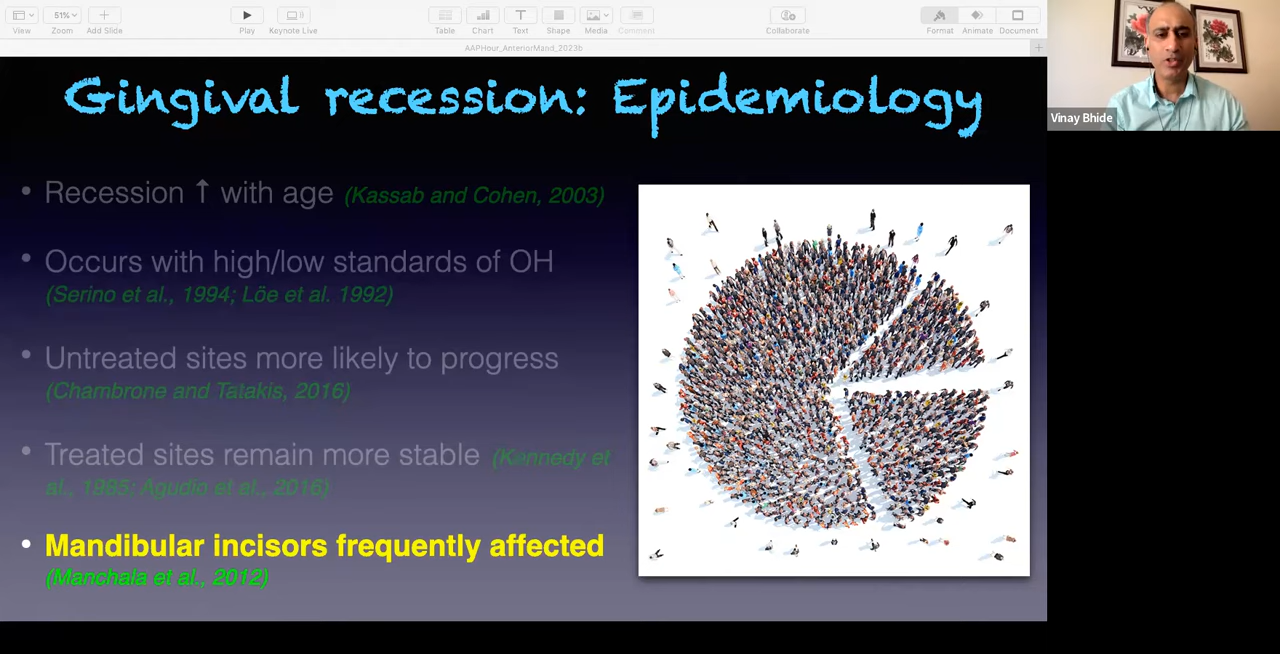 51%
View
Zoom
Add Slide
Play
Keynote Live
Table
Chart
Text
Shape
Media
Comment
Collaborate
Format
Animate
Document
AAPHour_AnteriorMand_2023b
Gingival recession: Epidemiology
• Recession ↑ with age (Kassab and Cohen, 2003)
• Occurs with high/low standards of OH
(Serino et al., 1994; Löe et al. 1992)
• Untreated sites more likely to progress
(Chambrone and Tatakis, 2016)
• Treated sites remain more stable (Kennedy et
al., 1985; Agudio et al., 2016)
• Mandibular incisors frequently affected
(Manchala et al., 2012)
Vinay Bhide